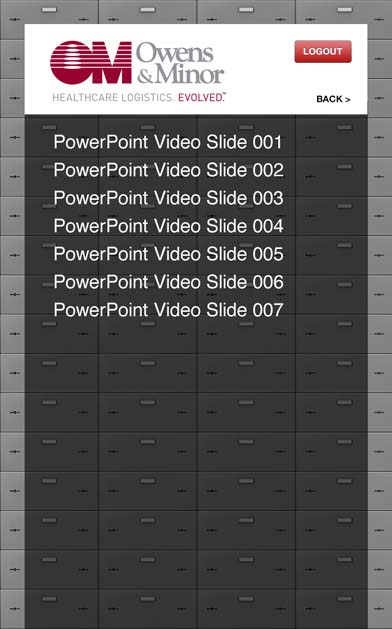 OM Owens
& Minor
LOGOUT
HEALTHCARE LOGISTICS. EVOLVED.™
BACK >
PowerPoint Video Slide 001
PowerPoint Video Slide 002
PowerPoint Video Slide 003
PowerPoint Video Slide 004
PowerPoint Video Slide 005
PowerPoint Video Slide 006
PowerPoint Video Slide 007